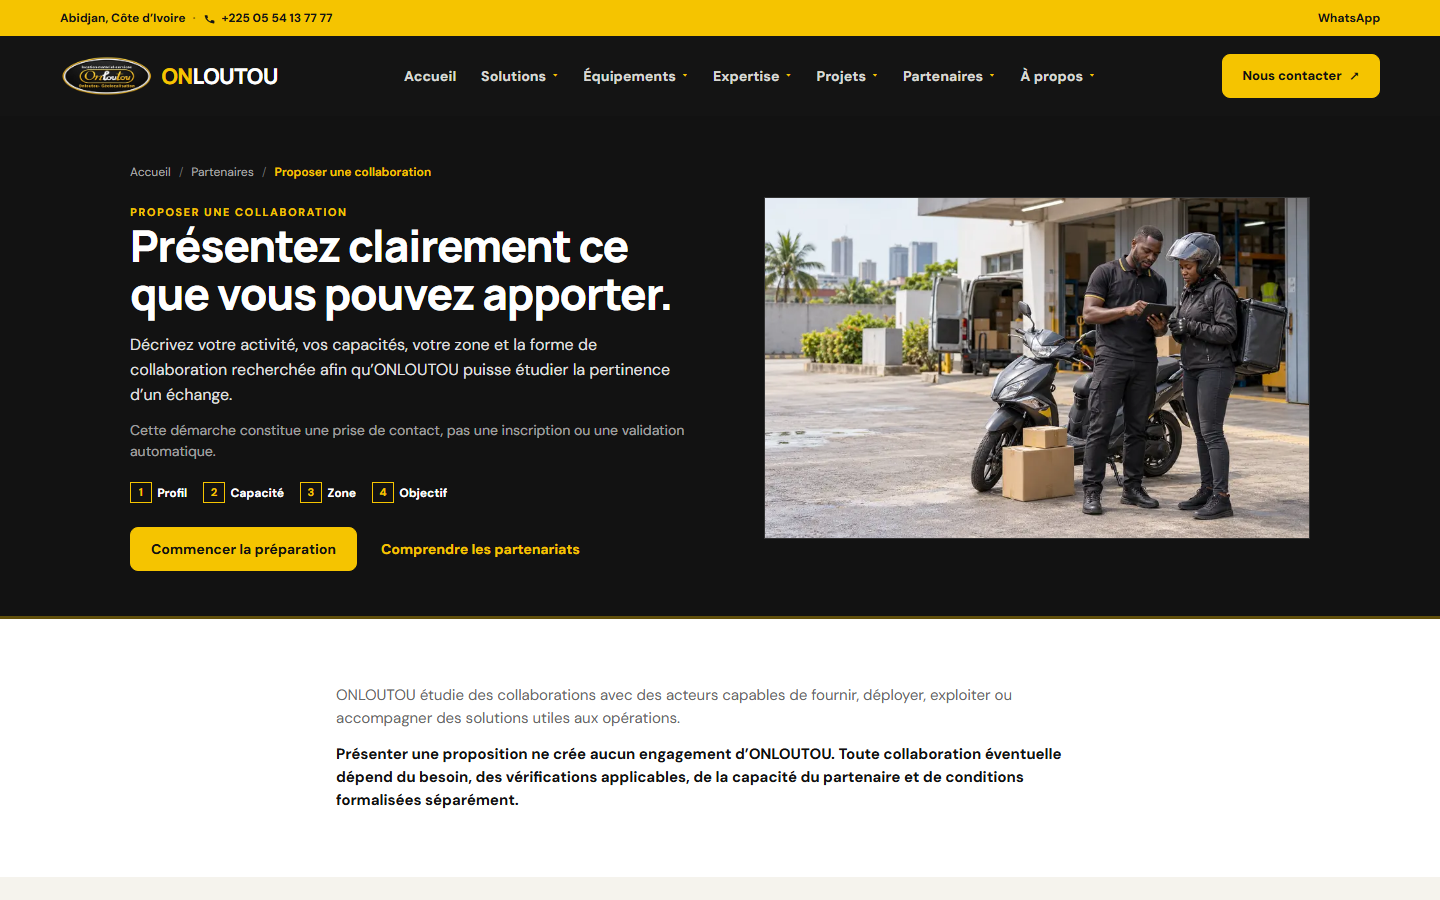 Abidjan, Côte d’Ivoire · +225 05 54 13 77 77
WhatsApp
Onloutou
ONLOUTOU
Accueil Solutions Équipements Expertise Projets Partenaires À propos
Nous contacter ↗
Accueil / Partenaires / Proposer une collaboration
PROPOSER UNE COLLABORATION
Présentez clairement ce
que vous pouvez apporter.
Décrivez votre activité, vos capacités, votre zone et la forme de
collaboration recherchée afin qu’ONLOUTOU puisse étudier la pertinence
d’un échange.
Cette démarche constitue une prise de contact, pas une inscription ou une validation
automatique.
1 Profil 2 Capacité 3 Zone 4 Objectif
Commencer la préparation Comprendre les partenariats
ONLOUTOU étudie des collaborations avec des acteurs capables de fournir, déployer, exploiter ou
accompagner des solutions utiles aux opérations.
Présenter une proposition ne crée aucun engagement d’ONLOUTOU. Toute collaboration éventuelle
dépend du besoin, des vérifications applicables, de la capacité du partenaire et de conditions
formalisées séparément.